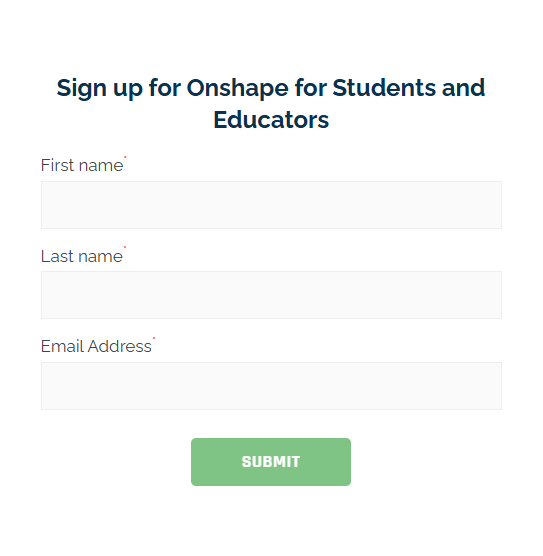 Sign up for Onshape for Students and
Educators
First name*
Last name*
Email Address*
SUBMIT